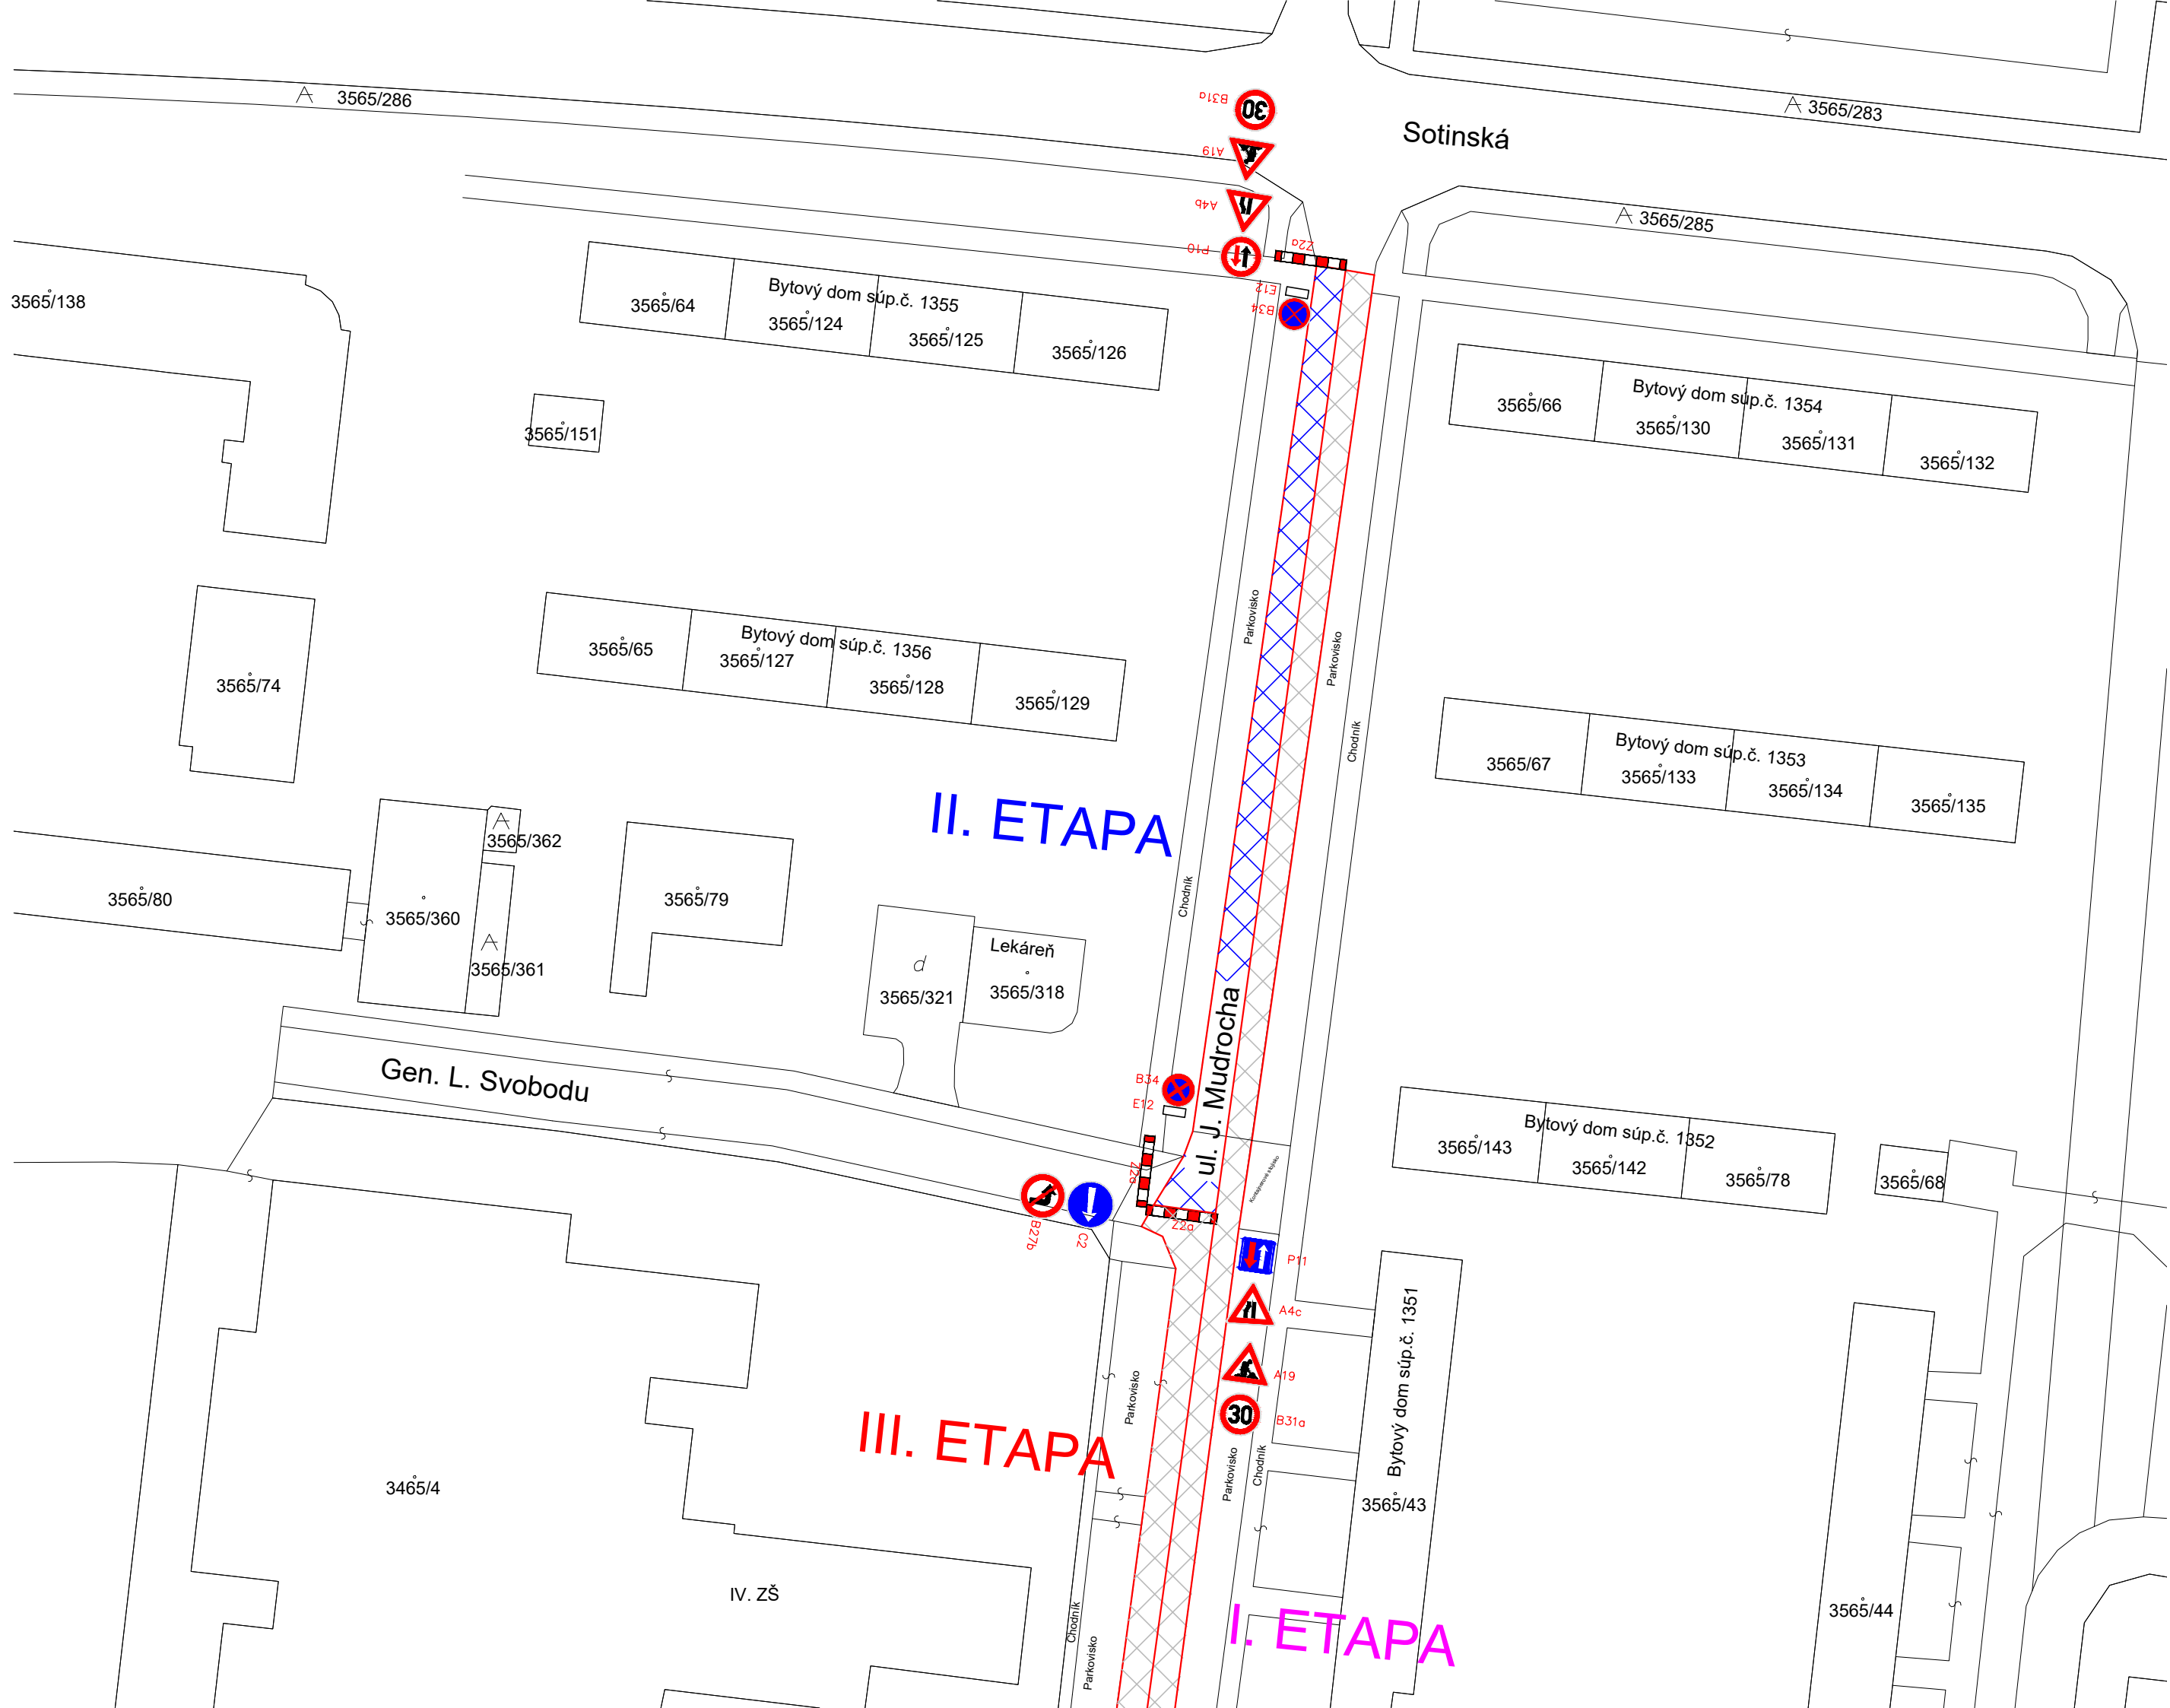 3565/286
B31a
30
Sotinská
3565/283
A19
A4b
3565/285
P10
Z2a
E12
B34
3565/138
3565/64
Bytový dom súp.č. 1355
3565/124
3565/125
3565/126
3565/151
3565/66
Bytový dom súp.č. 1354
3565/130
3565/131
3565/132
Parkovisko
Parkovisko
Chodník
3565/65
Bytový dom súp.č. 1356
3565/127
3565/128
3565/129
3565/74
3565/67
Bytový dom súp.č. 1353
3565/133
3565/134
3565/135
II. ETAPA
3565/362
3565/80
3565/360
3565/361
3565/79
Chodník
Lekáreň
3565/321
3565/318
ul. J. Mudrocha
Gen. L. Svobodu
B34
E12
Z2a
Z2a
B27b
C2
Kontajnerové stojisko
3565/143
Bytový dom súp.č. 1352
3565/142
3565/78
3565/68
P11
A4c
A19
30
B31a
Bytový dom súp.č. 1351
3565/43
Parkovisko
Parkovisko
Chodník
III. ETAPA
3465/4
IV. ZŠ
Chodník
Parkovisko
I. ETAPA
3565/44